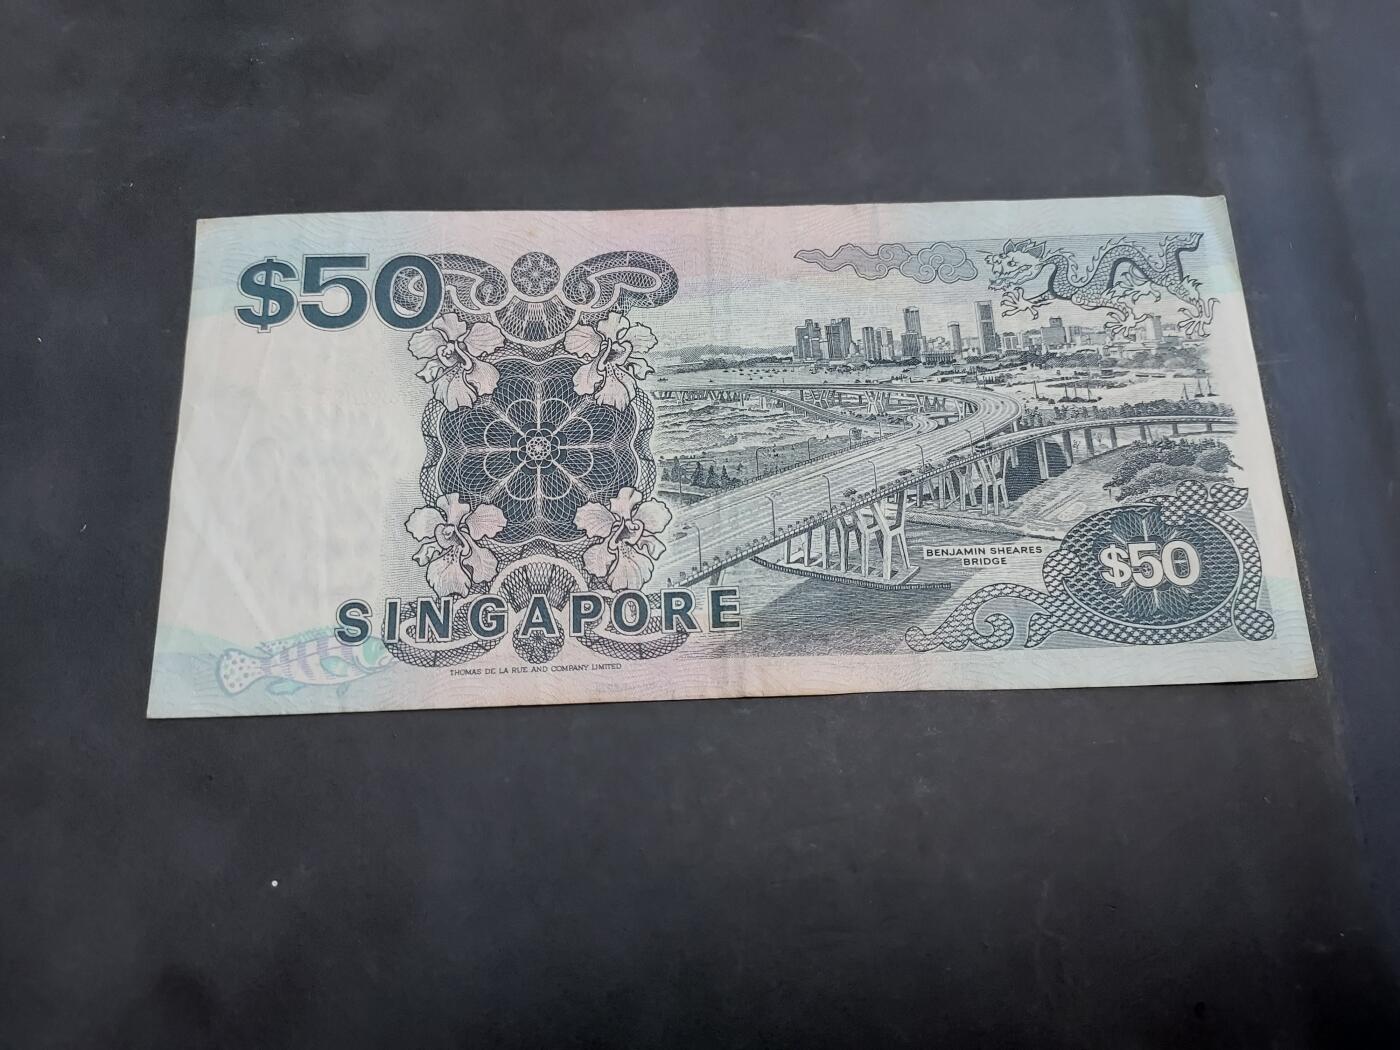 $50
BENJAMIN SHEARES
BRIDGE
$50
SINGAPORE
THOMAS DE LA RUE AND COMPANY LIMITED